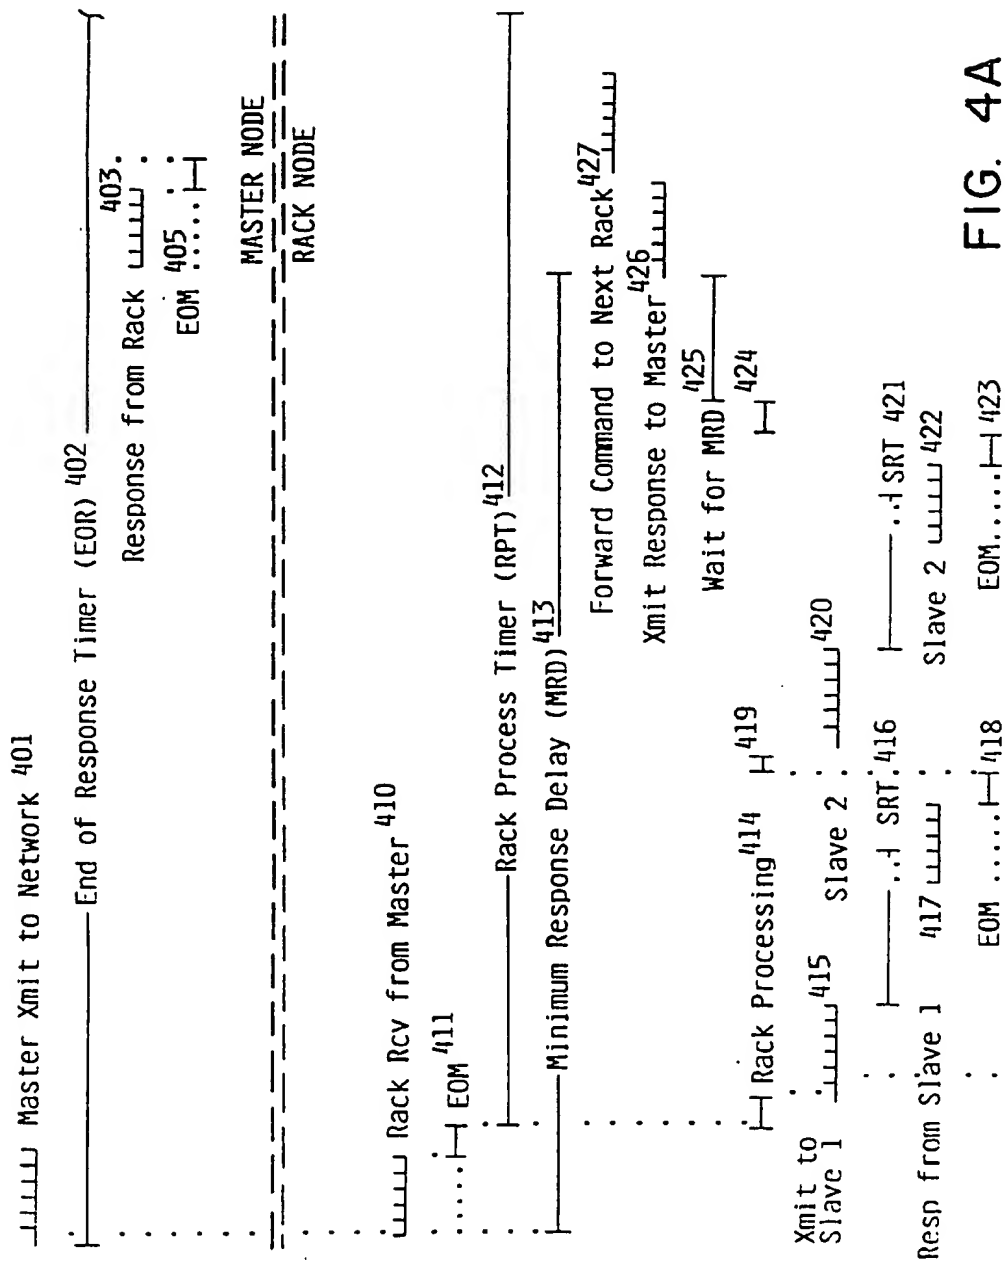 Master Xmit to Network 401
End of Response Timer (EOR) 402
Response from Rack 403
EOM 405
MASTER NODE
RACK NODE
Rack Rcv from Master 410
EOM 411
Rack Process Timer (RPT) 412
Minimum Response Delay (MRD) 413
Forward Command to Next Rack 427
Xmit Response to Master 426
Wait for MRD 425
Rack Processing 414
419
424
Xmit to
Slave 1
415
Slave 2
420
SRT 416
SRT 421
Resp from Slave 1
417
Slave 2
422
EOM
418
EOM
423
FIG. 4A